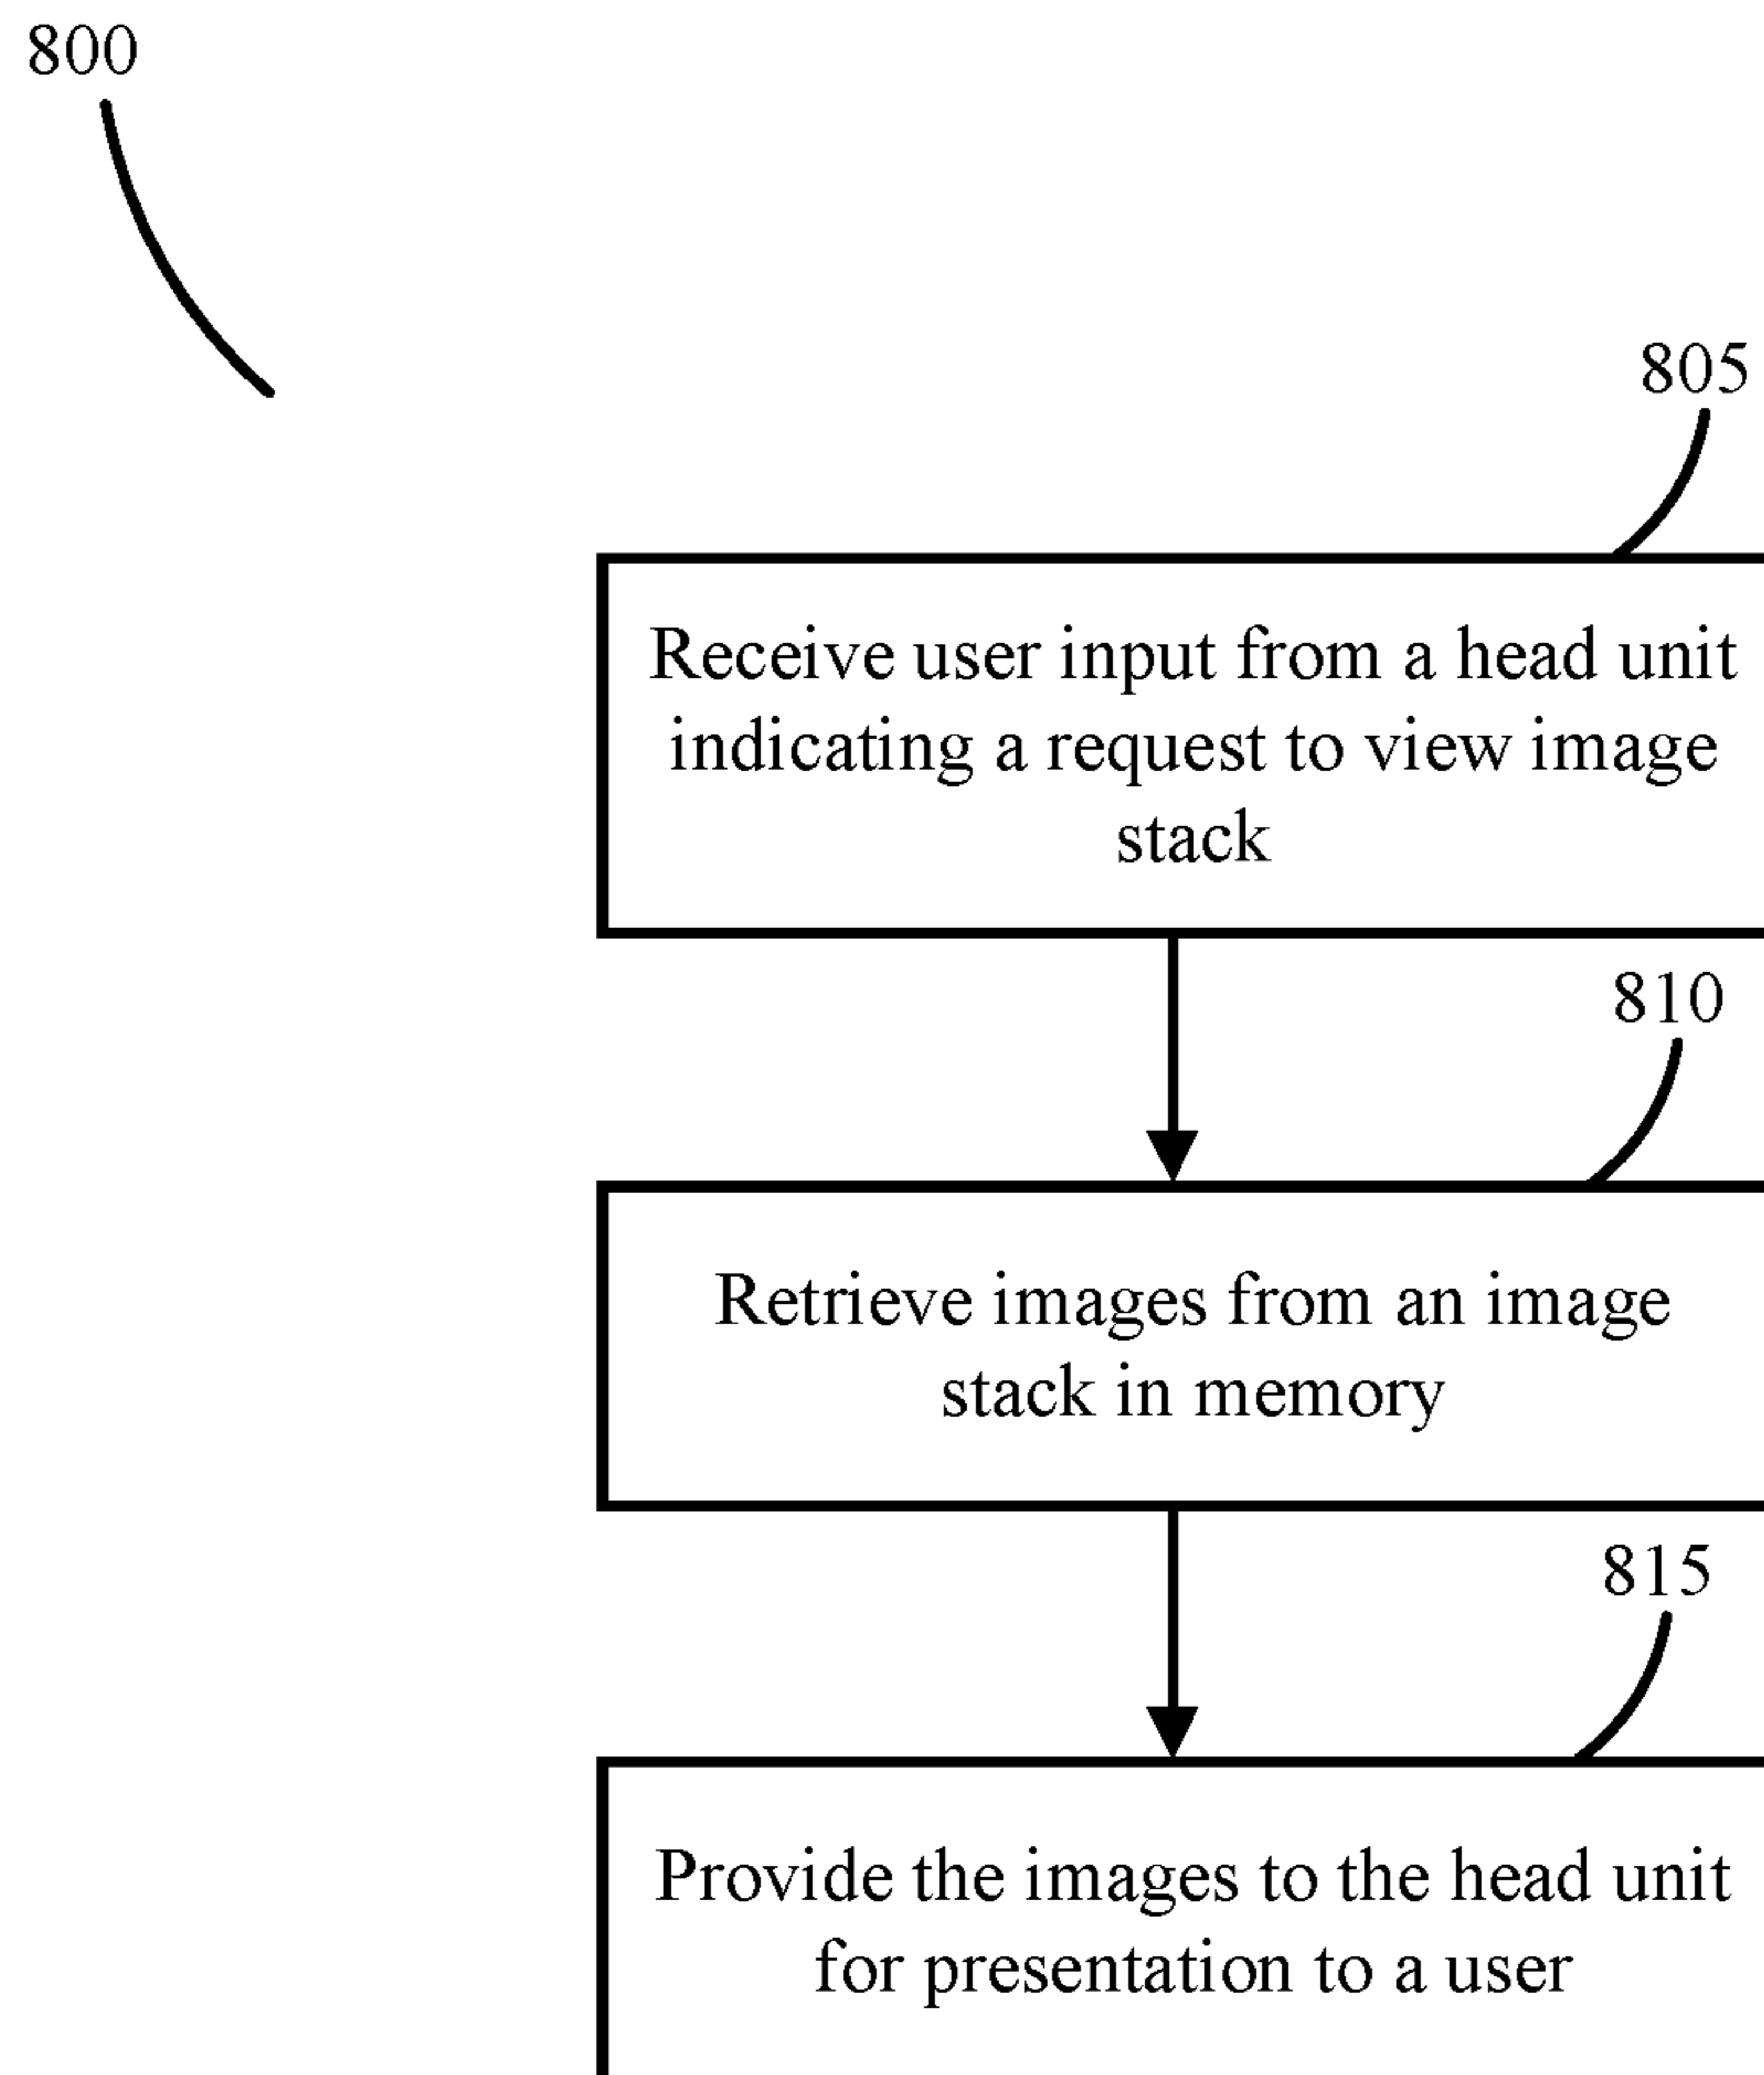 800
805
Receive user input from a head unit
indicating a request to view image
stack
810
Retrieve images from an image
stack in memory
815
Provide the images to the head unit
for presentation to a user